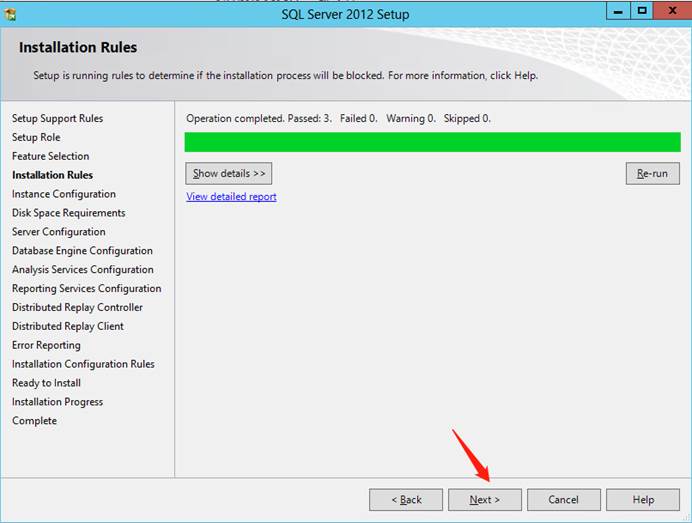 SQL Server 2012 Setup
Installation Rules
Setup is running rules to determine if the installation process will be blocked. For more information, click Help.
Setup Support Rules
Setup Role
Feature Selection
Installation Rules
Instance Configuration
Disk Space Requirements
Server Configuration
Database Engine Configuration
Analysis Services Configuration
Reporting Services Configuration
Distributed Replay Controller
Distributed Replay Client
Error Reporting
Installation Configuration Rules
Ready to Install
Installation Progress
Complete
Operation completed. Passed: 3. Failed 0. Warning 0. Skipped 0.
Show details >>
Re-run
View detailed report
< Back
Next >
Cancel
Help